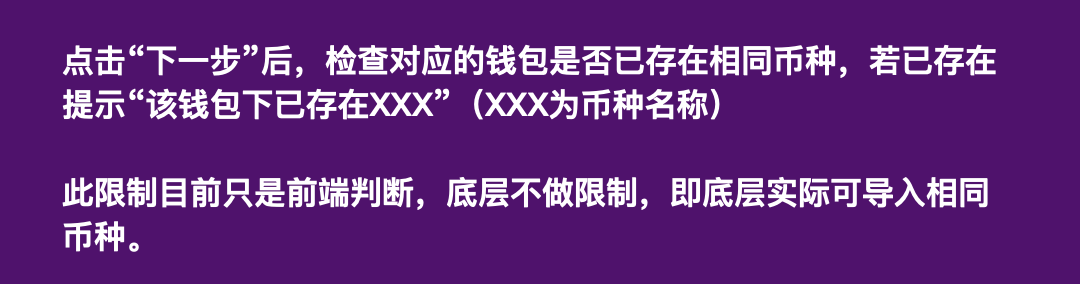 点击“下一步”后，检查对应的钱包是否已存在相同币种，若已存在
提示“该钱包下已存在XXX”（XXX为币种名称）
此限制目前只是前端判断，底层不做限制，即底层实际可导入相同
币种。